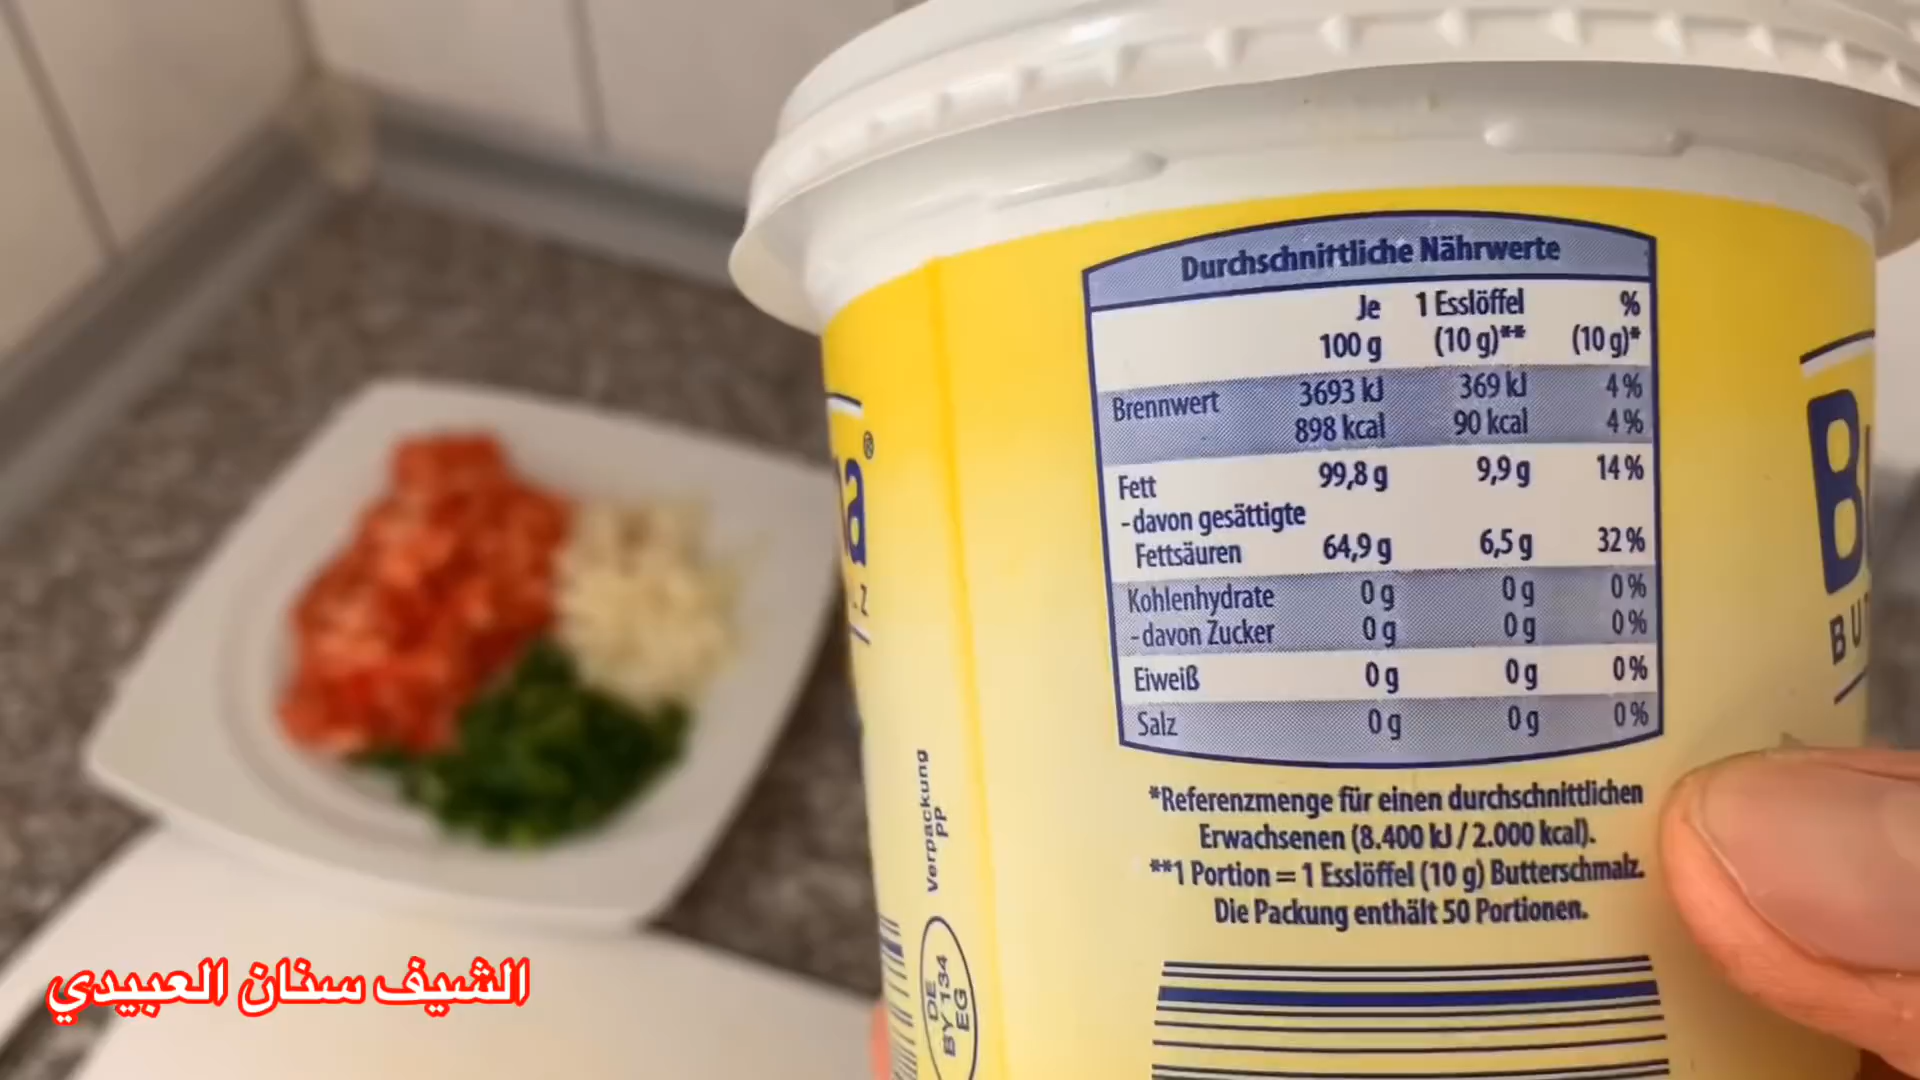 Durchschnittliche Nährwerte
Je 1 Esslöffel %
100 g (10 g)** (10 g)*
Brennwert 3693 kJ 369 kJ 4 %
898 kcal 90 kcal 4 %
Fett 99,8 g 9,9 g 14 %
-davon gesättigte
Fettsäuren 64,9 g 6,5 g 32 %
Kohlenhydrate 0 g 0 g 0 %
-davon Zucker 0 g 0 g 0 %
Eiweiß 0 g 0 g 0 %
Salz 0 g 0 g 0 %
*Referenzmenge für einen durchschnittlichen
Erwachsenen (8.400 kJ / 2.000 kcal).
**1 Portion = 1 Esslöffel (10 g) Butterschmalz.
Die Packung enthält 50 Portionen.
Verpackung
PP
DE
BY 134
EG
الشيف سنان العبيدي